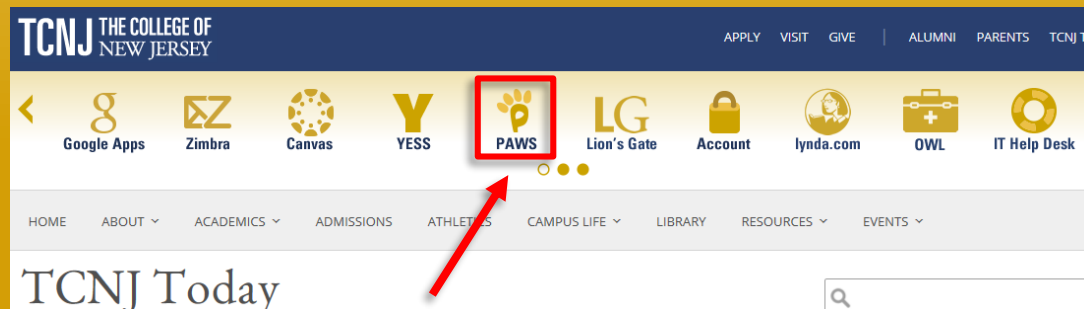 TCNJ THE COLLEGE OF
NEW JERSEY
APPLY VISIT GIVE | ALUMNI PARENTS TCNJ T
Google Apps Zimbra Canvas YESS PAWS Lion's Gate Account lynda.com OWL IT Help Desk
HOME ABOUT ACADEMICS ADMISSIONS ATHLETICS CAMPUS LIFE LIBRARY RESOURCES EVENTS
TCNJ Today